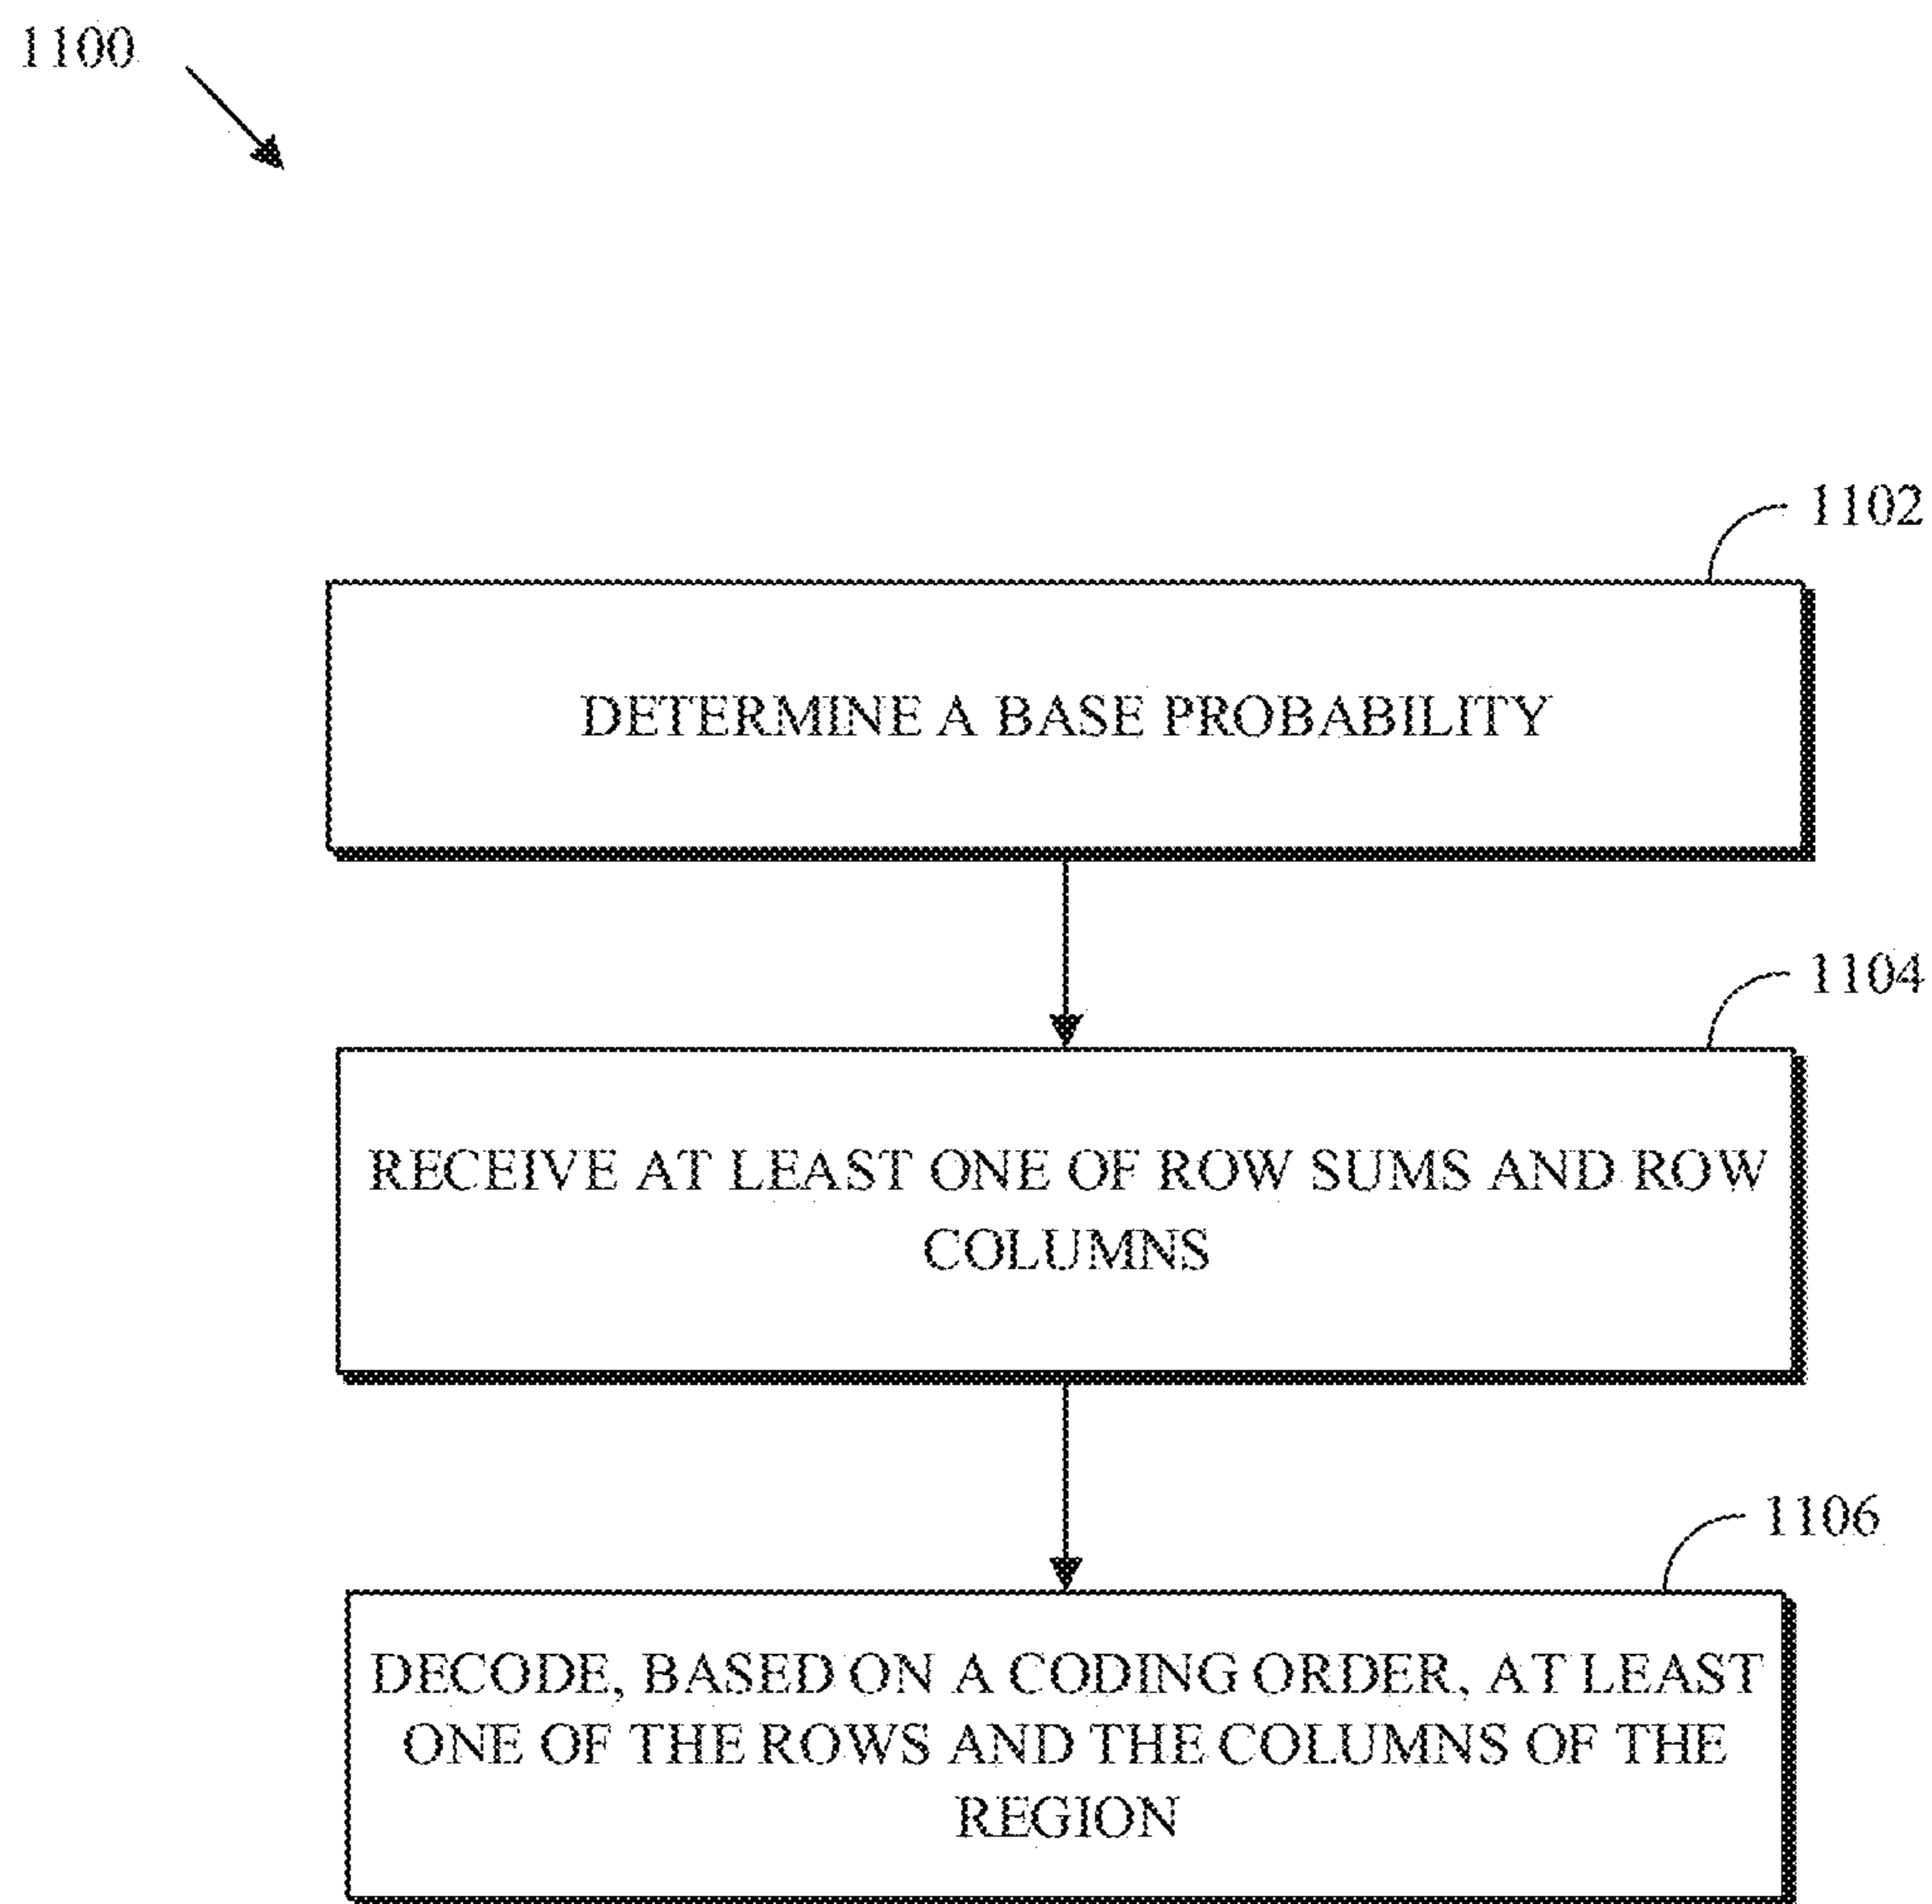 1100
1102
DETERMINE A BASE PROBABILITY
1104
RECEIVE AT LEAST ONE OF ROW SUMS AND ROW
COLUMNS
1106
DECODE, BASED ON A CODING ORDER, AT LEAST
ONE OF THE ROWS AND THE COLUMNS OF THE
REGION